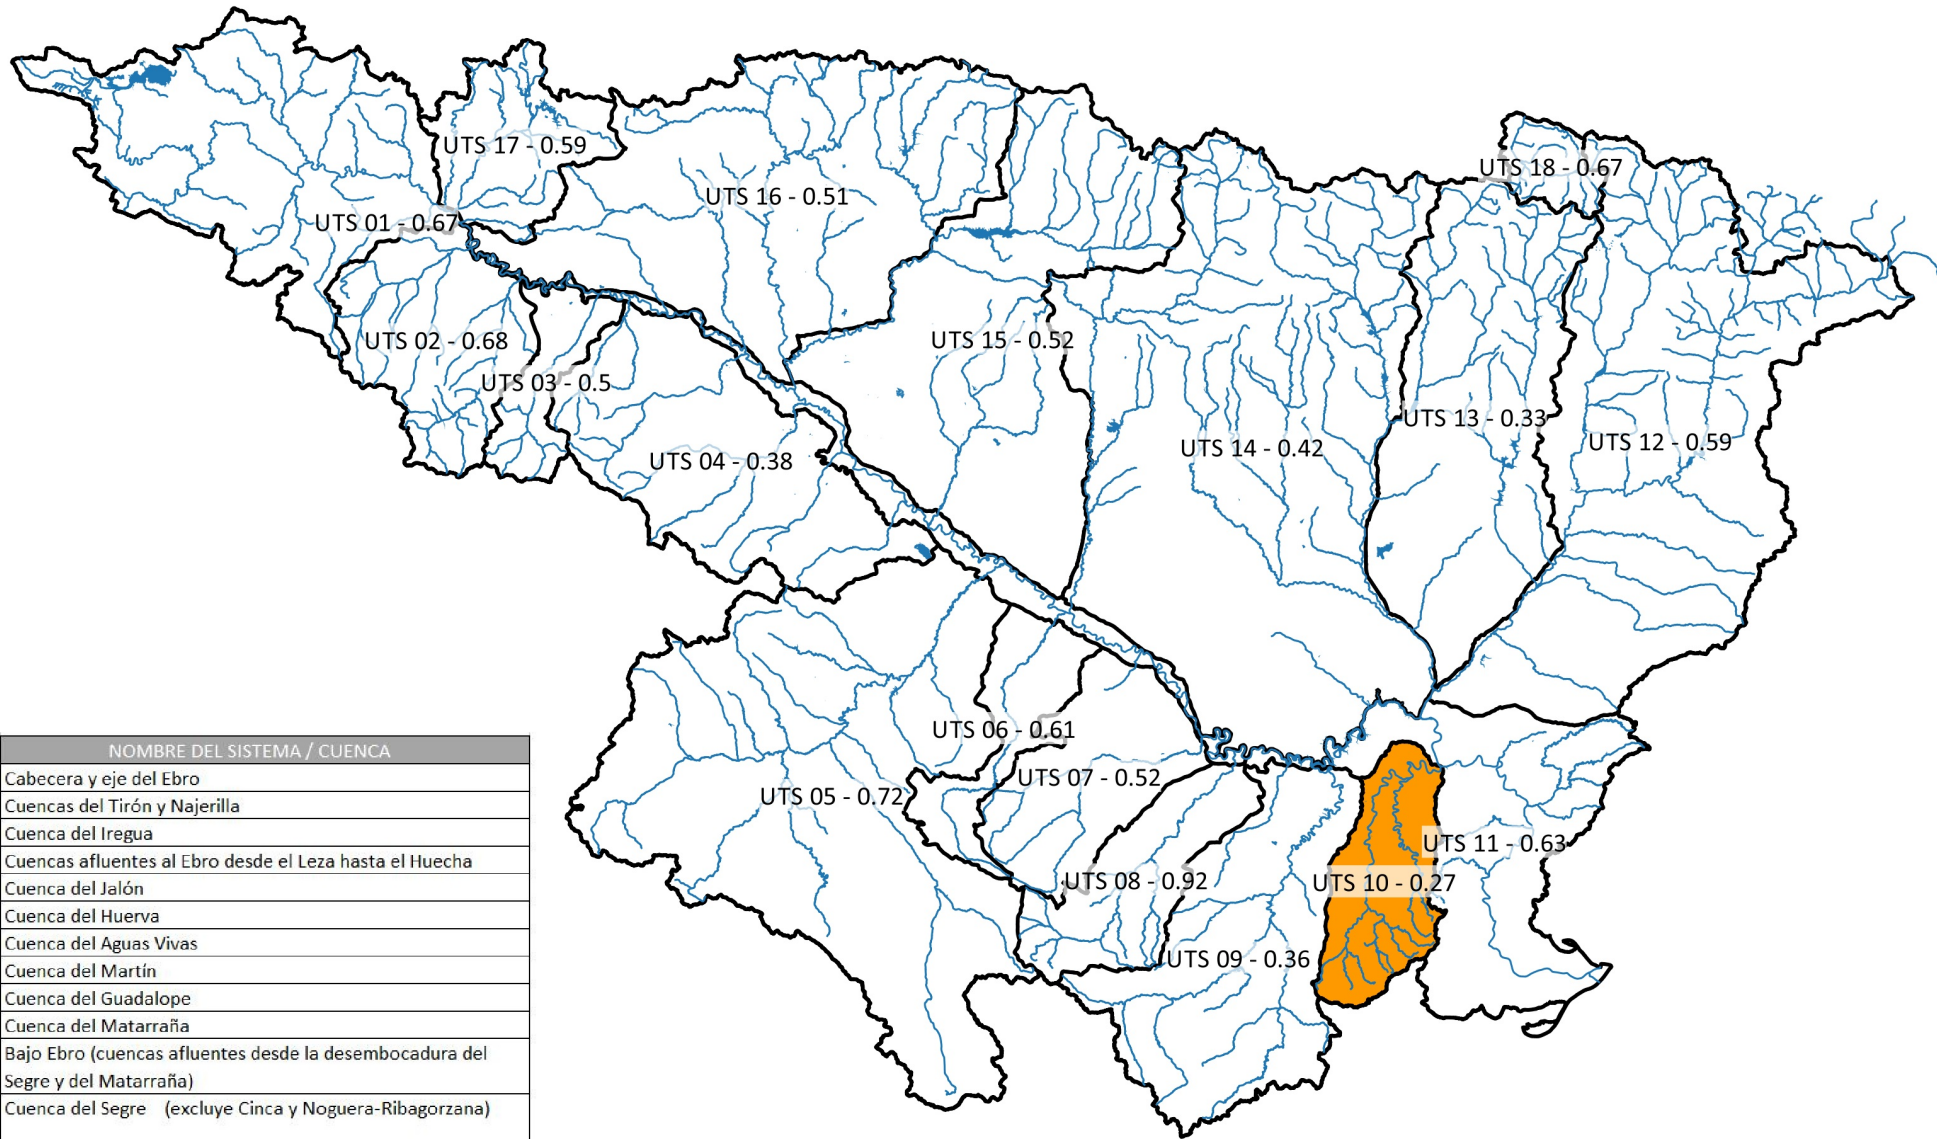 UTS 17 - 0.59
UTS 18 - 0.67
UTS 16 - 0.51
UTS 01 - 0.67
UTS 02 - 0.68
UTS 15 - 0.52
UTS 03 - 0.5
UTS 13 - 0.33
UTS 12 - 0.59
UTS 14 - 0.42
UTS 04 - 0.38
UTS 06 - 0.61
UTS 07 - 0.52
UTS 05 - 0.72
UTS 11 - 0.63
UTS 08 - 0.92
UTS 10 - 0.27
UTS 09 - 0.36
NOMBRE DEL SISTEMA / CUENCA
Cabecera y eje del Ebro
Cuencas del Tirón y Najerilla
Cuenca del Iregua
Cuencas afluentes al Ebro desde el Leza hasta el Huecha
Cuenca del Jalón
Cuenca del Huerva
Cuenca del Aguas Vivas
Cuenca del Martín
Cuenca del Guadalope
Cuenca del Matarraña
Bajo Ebro (cuencas afluentes desde la desembocadura del
Segre y del Matarraña)
Cuenca del Segre (excluye Cinca y Noguera-Ribagorzana)